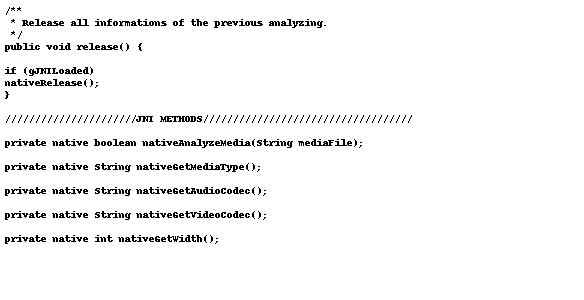 /**
 * Release all informations of the previous analyzing.
 */
public void release() {
if (gJNILoaded)
nativeRelease();
}
//////////////////////JNI METHODS///////////////////////////////////
private native boolean nativeAnalyzeMedia(String mediaFile);
private native String nativeGetMediaType();
private native String nativeGetAudioCodec();
private native String nativeGetVideoCodec();
private native int nativeGetWidth();